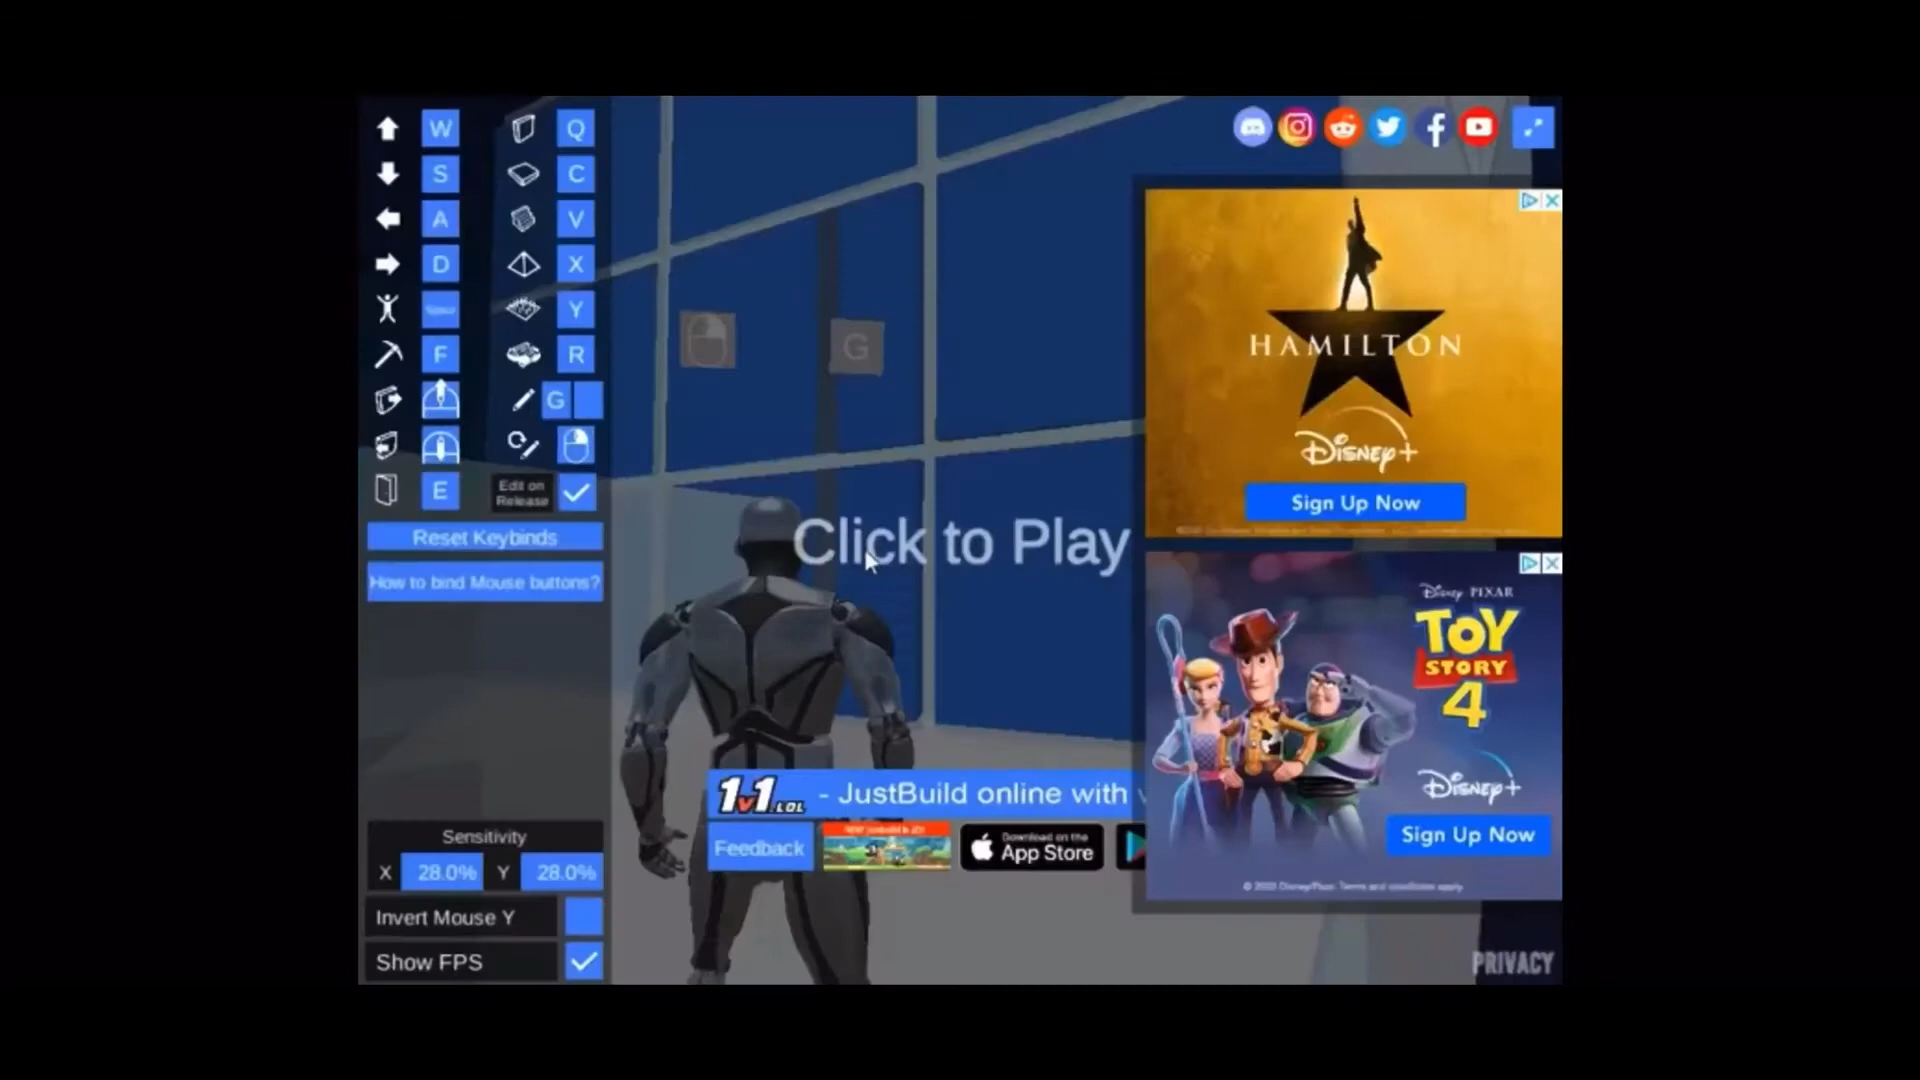 W Q
S C
A V
D X
Y
F R
G
E Edit on
Release
Reset Keybinds
How to bind Mouse buttons?
Sensitivity
X 28.0% Y 28.0%
Invert Mouse Y
Show FPS
G
Click to Play
1v1.LOL - JustBuild online with
Feedback
Download on the
App Store
HAMILTON
Disney+
Sign Up Now
Disney PIXAR
TOY
STORY
4
Disney+
Sign Up Now
PRIVACY